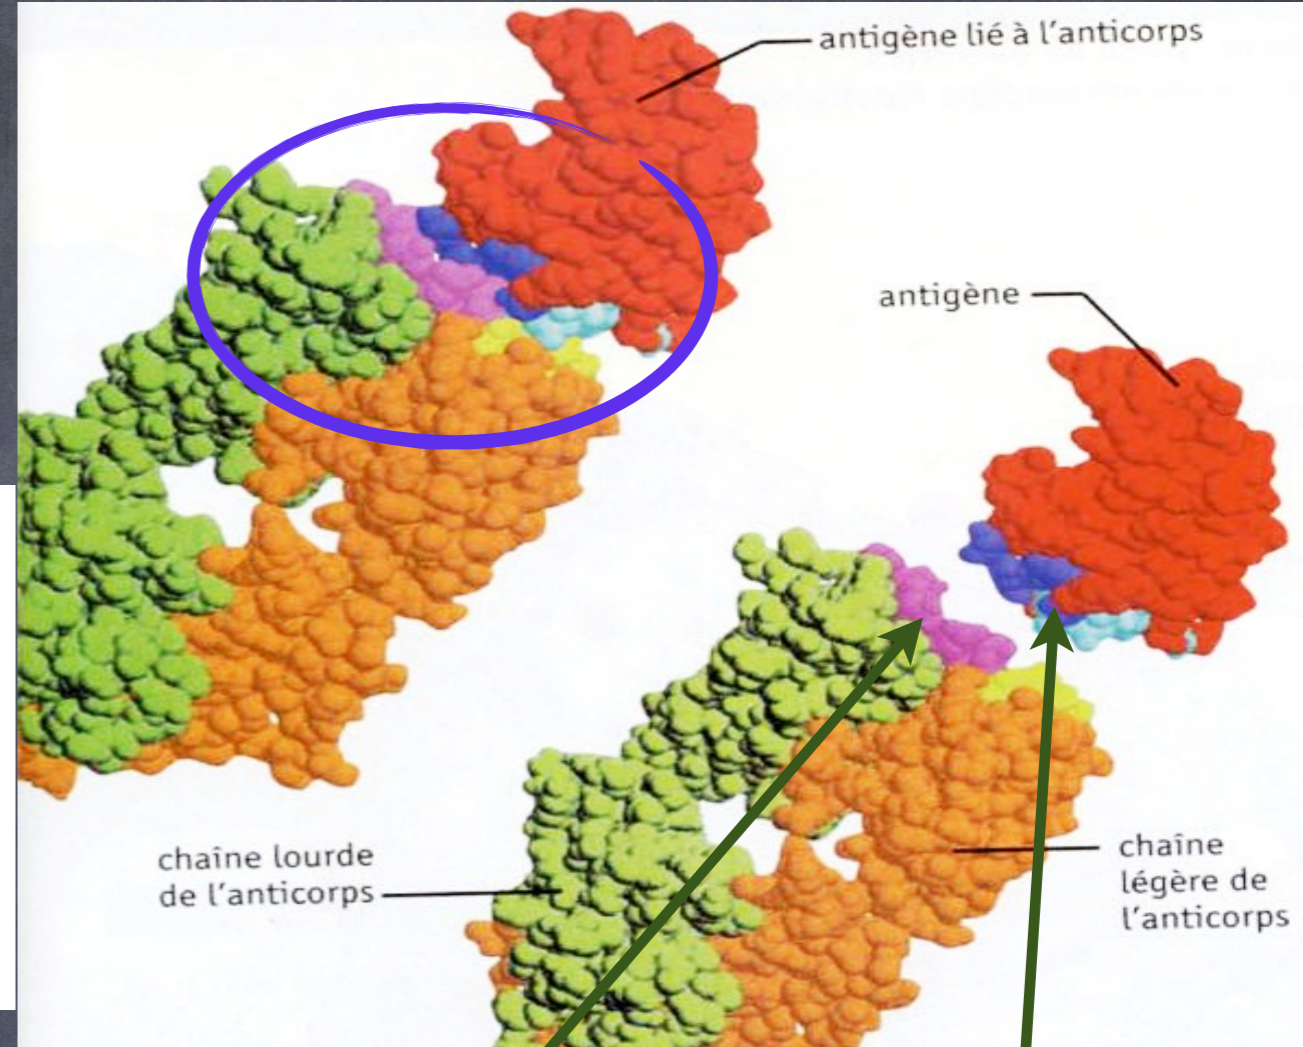 antigène lié à l'anticorps
antigène
chaîne lourde
de l'anticorps
chaîne
légère de
l'anticorps